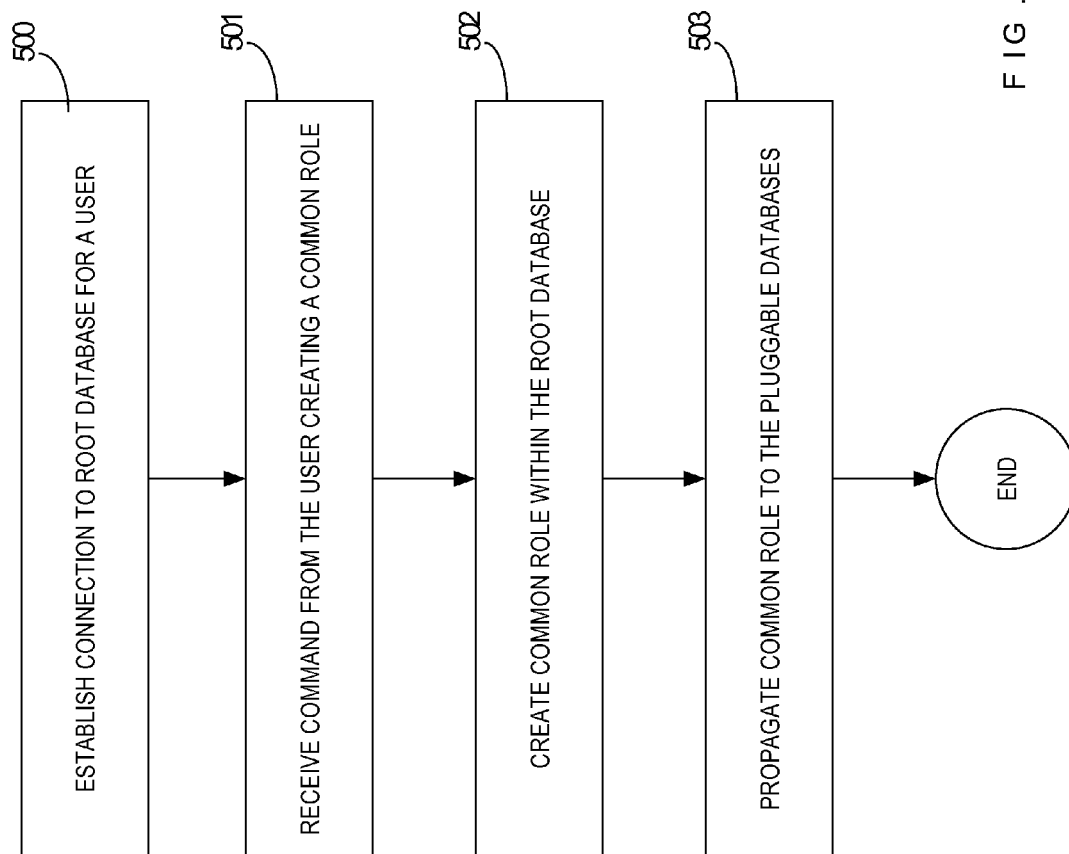 500
ESTABLISH CONNECTION TO ROOT DATABASE FOR A USER
501
RECEIVE COMMAND FROM THE USER CREATING A COMMON ROLE
502
CREATE COMMON ROLE WITHIN THE ROOT DATABASE
503
PROPAGATE COMMON ROLE TO THE PLUGGABLE DATABASES
END
FIG.